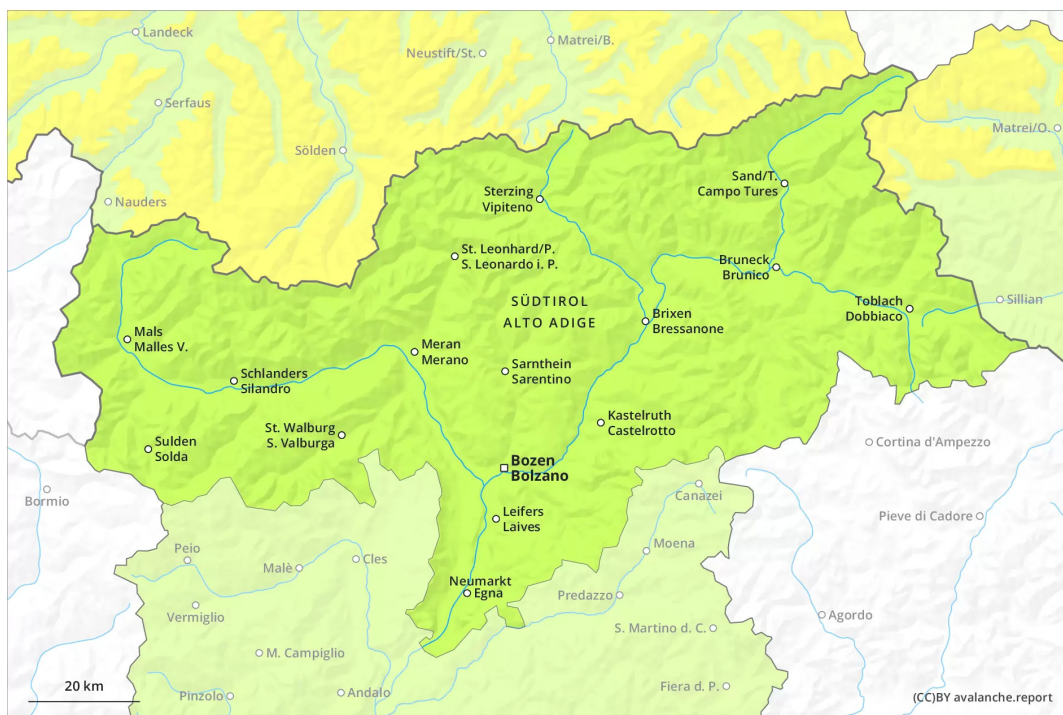 Landeck
Matrei/B.
Neustift/St.
Serfaus
Matrei/O.
Sölden
Sand/T.
Campo Tures
Sterzing
Vipiteno
Nauders
St. Leonhard/P.
S. Leonardo i. P.
Bruneck
Brunico
SÜDTIROL
ALTO ADIGE
Toblach
Dobbiaco
Sillian
Brixen
Bressanone
Mals
Malles V.
Meran
Merano
Sarnthein
Sarentino
Schlanders
Silandro
Kastelruth
Castelrotto
St. Walburg
S. Valburga
Sulden
Solda
Cortina d'Ampezzo
Bozen
Bolzano
Bormio
Canazei
Leifers
Laives
Pieve di Cadore
Peio
Cles
Moena
Malè
Neumarkt
Egna
Predazzo
Vermiglio
Agordo
S. Martino d. C.
M. Campiglio
20 km
Pinzolo
Andalo
Fiera d. P.
(CC)BY avalanche.report